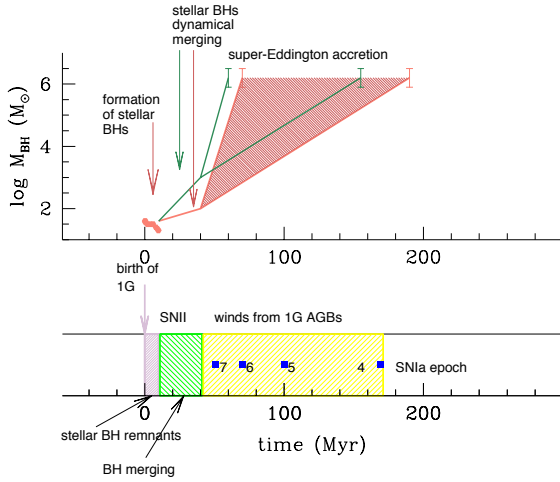 stellar BHs
dynamical
merging
super-Eddington accretion
formation
of stellar
BHs
log M_BH (M_⊙)
6
4
2
0
100
200
birth of
1G
SNII
winds from 1G AGBs
7
6
5
4
SNIa epoch
0
100
200
stellar BH remnants
BH merging
time (Myr)